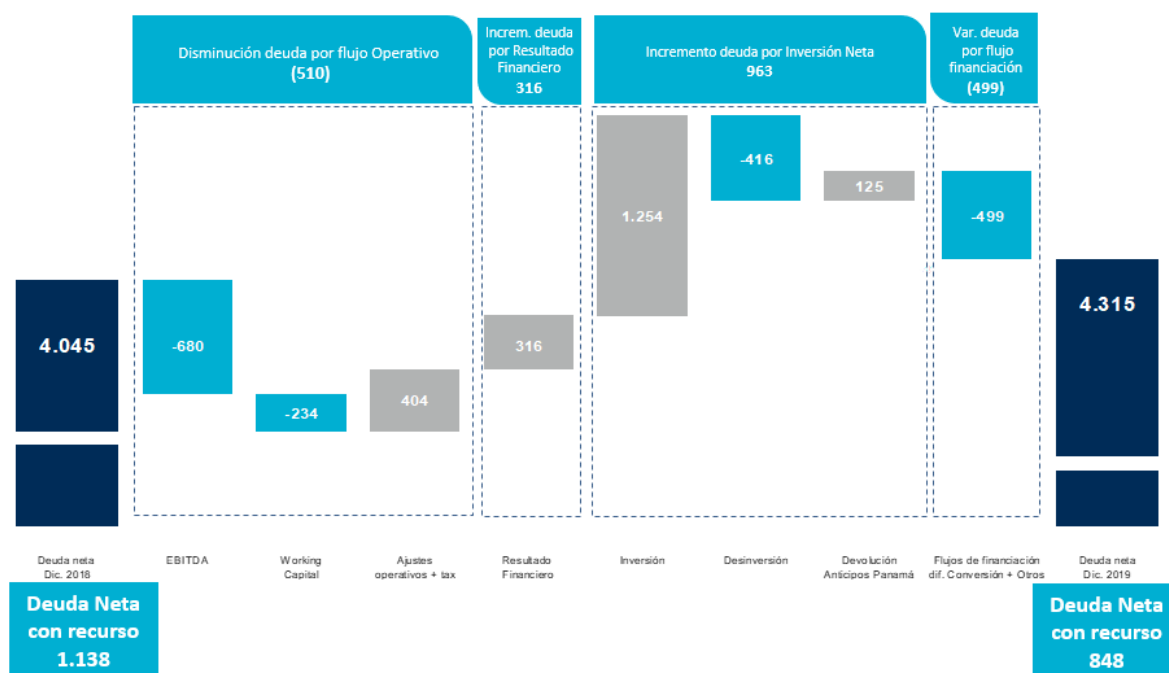 Disminución deuda por flujo Operativo
(510)
Increm. deuda
por Resultado
Financiero
316
Incremento deuda por Inversión Neta
963
Var. deuda
por flujo
financiación
(499)
4.045
-680
-234
404
316
1.254
-416
125
-499
4.315
Deuda neta
Dic. 2018
EBITDA
Working
Capital
Ajustes
operativos + tax
Resultado
Financiero
Inversión
Desinversión
Devolución
Anticipos Panamá
Flujos de financiación
dif. Conversión + Otros
Deuda neta
Dic. 2019
Deuda Neta
con recurso
1.138
Deuda Neta
con recurso
848